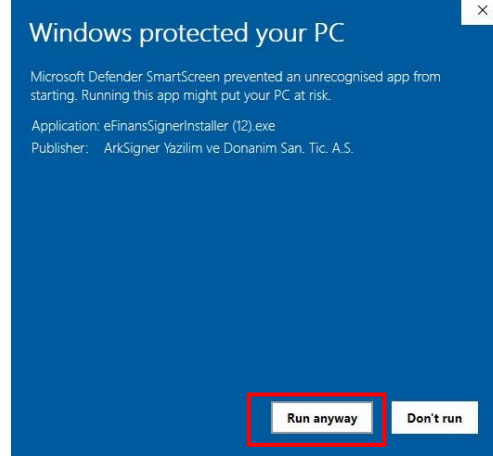 Windows protected your PC
Microsoft Defender SmartScreen prevented an unrecognised app from
starting. Running this app might put your PC at risk.
Application: eFinansSignerInstaller (12).exe
Publisher: ArkSigner Yazilim ve Donanim San. Tic. A.S.
Run anyway
Don't run